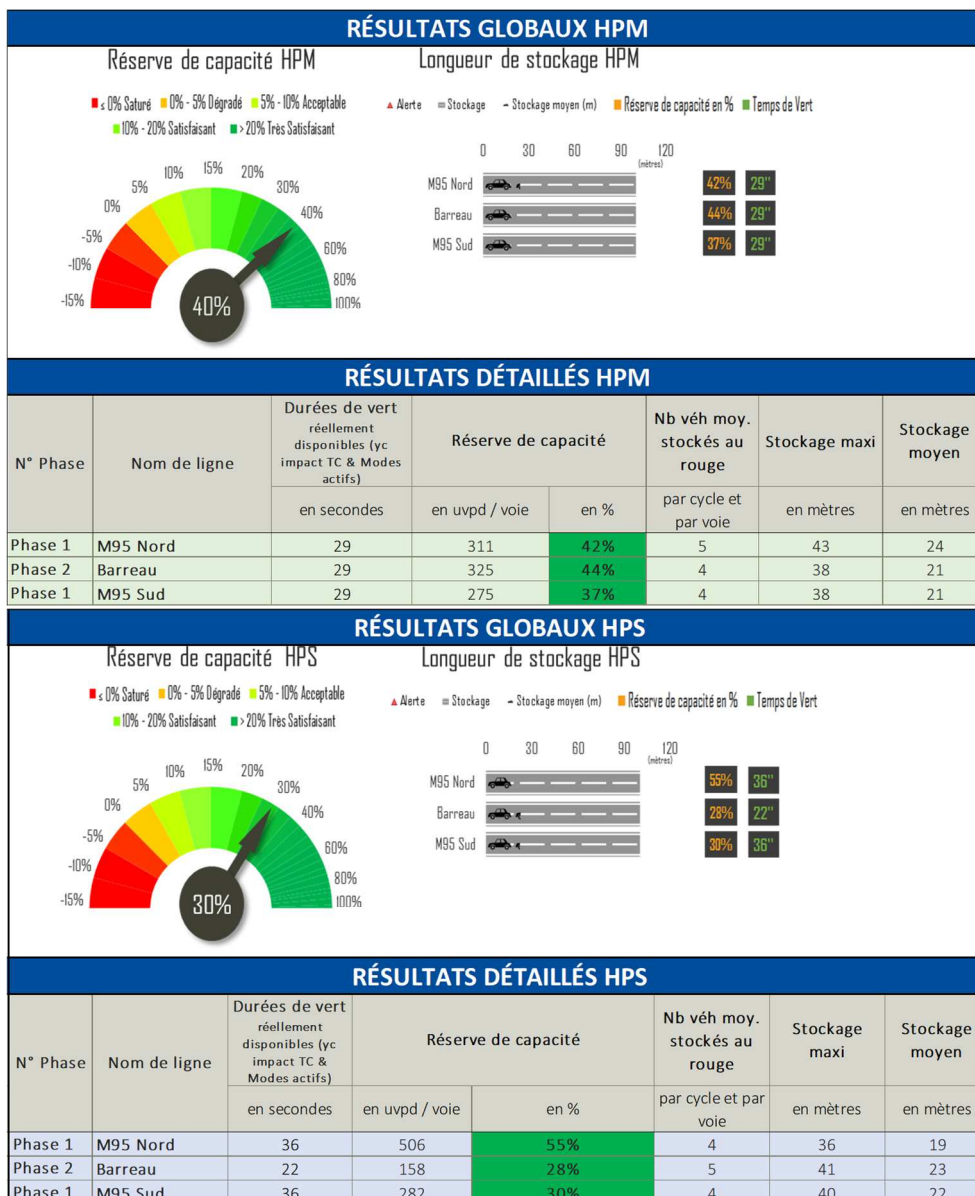 RÉSULTATS GLOBAUX HPM
Réserve de capacité HPM
Longueur de stockage HPM
≤ 0% Saturé 0% - 5% Dégradé 5% - 10% Acceptable
10% - 20% Satisfaisant > 20% Très Satisfaisant
Alerte Stockage Stockage moyen (m) Réserve de capacité en % Temps de Vert
-15% -10% -5% 0% 5% 10% 15% 20% 30% 40% 60% 80% 100%
40%
0 30 60 90 120
(mètres)
M95 Nord 42% 29"
Barreau 44% 29"
M95 Sud 37% 29"
RÉSULTATS DÉTAILLÉS HPM
N° Phase
Nom de ligne
Durées de vert
réellement
disponibles (yc
impact TC & Modes
actifs)
Réserve de capacité
Nb véh moy.
stockés au
rouge
Stockage maxi
Stockage
moyen
en secondes
en uvpd / voie
en %
par cycle et
par voie
en mètres
en mètres
Phase 1 M95 Nord 29 311 42% 5 43 24
Phase 2 Barreau 29 325 44% 4 38 21
Phase 1 M95 Sud 29 275 37% 4 38 21
RÉSULTATS GLOBAUX HPS
Réserve de capacité HPS
Longueur de stockage HPS
≤ 0% Saturé 0% - 5% Dégradé 5% - 10% Acceptable
10% - 20% Satisfaisant > 20% Très Satisfaisant
Alerte Stockage Stockage moyen (m) Réserve de capacité en % Temps de Vert
-15% -10% -5% 0% 5% 10% 15% 20% 30% 40% 60% 80% 100%
30%
0 30 60 90 120
(mètres)
M95 Nord 55% 36"
Barreau 28% 22"
M95 Sud 30% 36"
RÉSULTATS DÉTAILLÉS HPS
N° Phase
Nom de ligne
Durées de vert
réellement
disponibles (yc
impact TC &
Modes actifs)
Réserve de capacité
Nb véh moy.
stockés au
rouge
Stockage
maxi
Stockage
moyen
en secondes
en uvpd / voie
en %
par cycle et par
voie
en mètres
en mètres
Phase 1 M95 Nord 36 506 55% 4 36 19
Phase 2 Barreau 22 158 28% 5 41 23
Phase 1 M95 Sud 36 282 30% 4 40 22